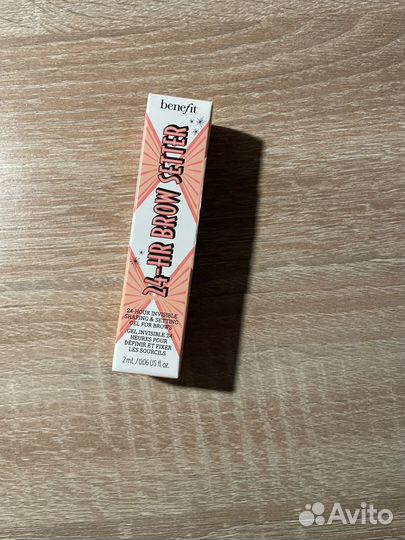 benefit
24-HR BROW SETTER
24-HOUR INVISIBLE
SHAPING & SETTING
GEL FOR BROWS
GEL INVISIBLE 24
HEURES POUR
DÉFINIR ET FIXER
LES SOURCILS
2 mL / 0.06 US fl. oz.
Avito